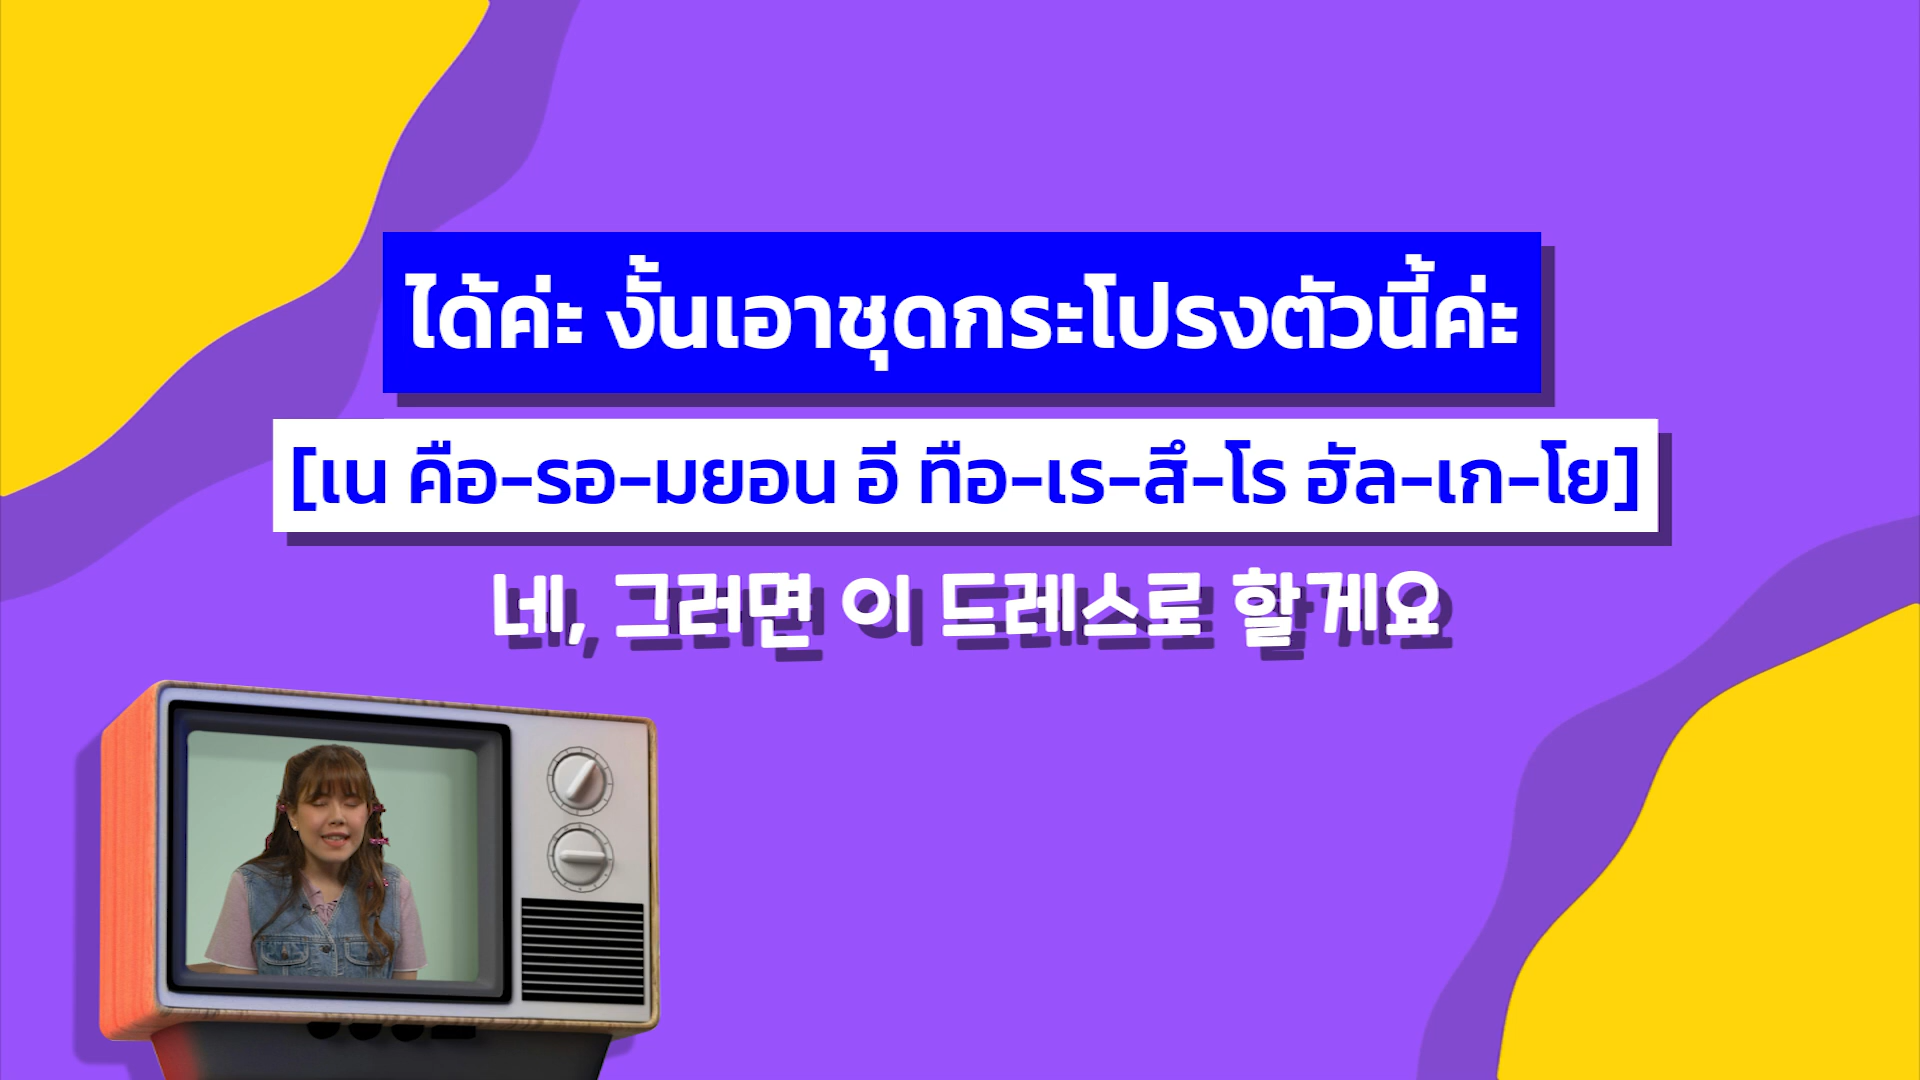 ได้ค่ะ งั้นเอาชุดกระโปรงตัวนี้ค่ะ
[เน คือ-รอ-มยอน อี ทือ-เร-สึ-โร ฮัล-เก-โย]
네, 그러면 이 드레스로 할게요